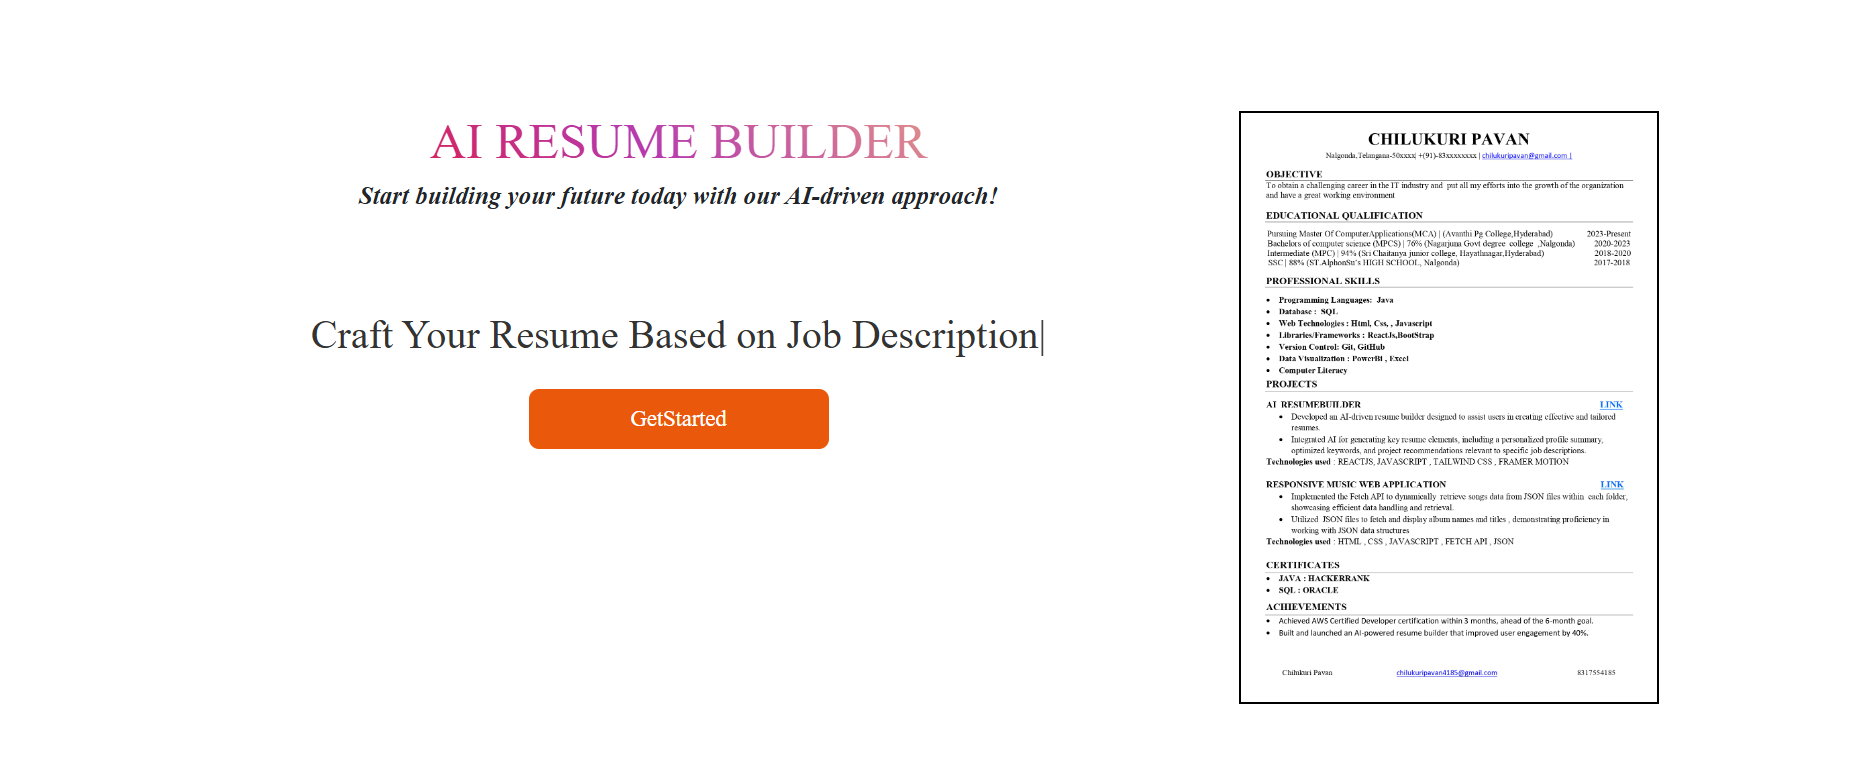 AI RESUME BUILDER
Start building your future today with our AI-driven approach!
Craft Your Resume Based on Job Description|
GetStarted
CHILUKURI PAVAN
Nalgonda,Telangana-50xxxx| +(91)-83xxxxxxxx | chilukuripavan@gmail.com |
OBJECTIVE
To obtain a challenging career in the IT industry and put all my efforts into the growth of the organization
and have a great working environment
EDUCATIONAL QUALIFICATION
Pursuing Master Of ComputerApplications(MCA) | (Avanthi Pg College,Hyderabad) 2023-Present
Bachelors of computer science (MPCS) | 76% (Nagarjuna Govt degree college ,Nalgonda) 2020-2023
Intermediate (MPC) | 94% (Sri Chaitanya junior college, Hayathnagar,Hyderabad) 2018-2020
SSC | 88% (ST.AlphonSu's HIGH SCHOOL, Nalgonda) 2017-2018
PROFESSIONAL SKILLS
• Programming Languages: Java
• Database : SQL
• Web Technologies : Html, Css, , Javascript
• Libraries/Frameworks : ReactJs,BootStrap
• Version Control: Git, GitHub
• Data Visualization : PowerBi , Excel
• Computer Literacy
PROJECTS
AI RESUMEBUILDER LINK
• Developed an AI-driven resume builder designed to assist users in creating effective and tailored
resumes.
• Integrated AI for generating key resume elements, including a personalized profile summary,
optimized keywords, and project recommendations relevant to specific job descriptions.
Technologies used : REACTJS, JAVASCRIPT , TAILWIND CSS , FRAMER MOTION
RESPONSIVE MUSIC WEB APPLICATION LINK
• Implemented the Fetch API to dynamically retrieve songs data from JSON files within each folder,
showcasing efficient data handling and retrieval.
• Utilized JSON files to fetch and display album names and titles , demonstrating proficiency in
working with JSON data structures
Technologies used : HTML , CSS , JAVASCRIPT , FETCH API , JSON
CERTIFICATES
• JAVA : HACKERRANK
• SQL : ORACLE
ACHIEVEMENTS
• Achieved AWS Certified Developer certification within 3 months, ahead of the 6-month goal.
• Built and launched an AI-powered resume builder that improved user engagement by 40%.
Chilukuri Pavan chilukuripavan4185@gmail.com 8317554185